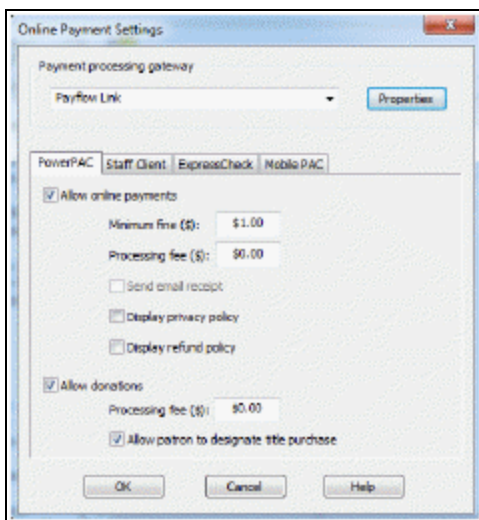 Online Payment Settings
Payment processing gateway
Payflow Link
Properties
PowerPAC Staff Client ExpressCheck Mobile PAC
Allow online payments
Minimum fine ($): $1.00
Processing fee ($): $0.00
Send email receipt
Display privacy policy
Display refund policy
Allow donations
Processing fee ($): $0.00
Allow patron to designate title purchase
OK Cancel Help